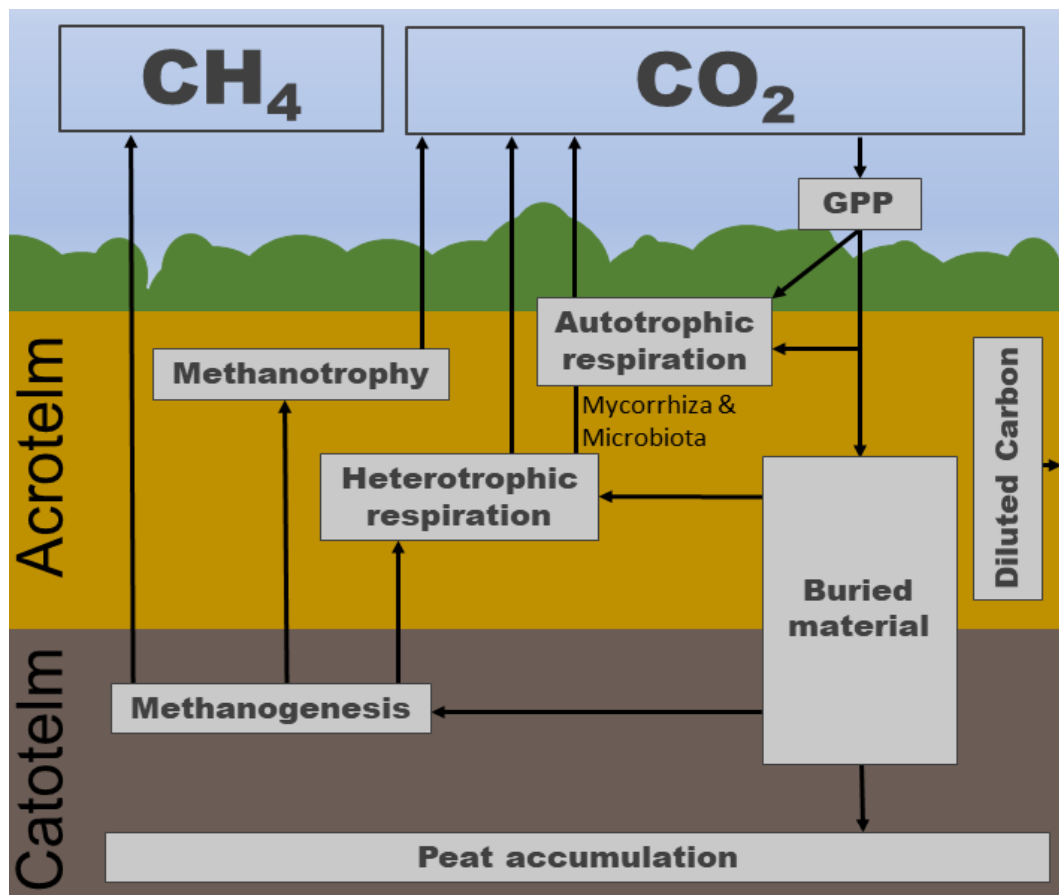 CH₄
CO₂
GPP
Autotrophic
respiration
Methanotrophy
Mycorrhiza &
Microbiota
Heterotrophic
respiration
Diluted Carbon
Acrotelm
Buried
material
Methanogenesis
Catotelm
Peat accumulation